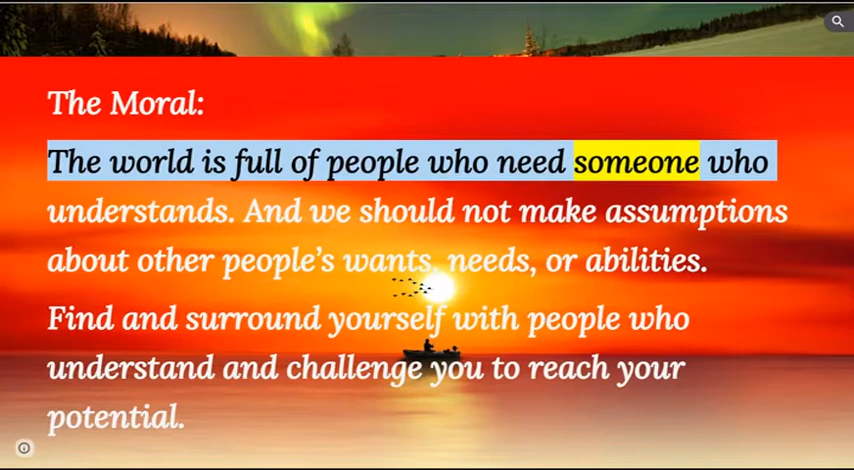 The Moral:
The world is full of people who need someone who
understands. And we should not make assumptions
about other people’s wants, needs, or abilities.
Find and surround yourself with people who
understand and challenge you to reach your
potential.